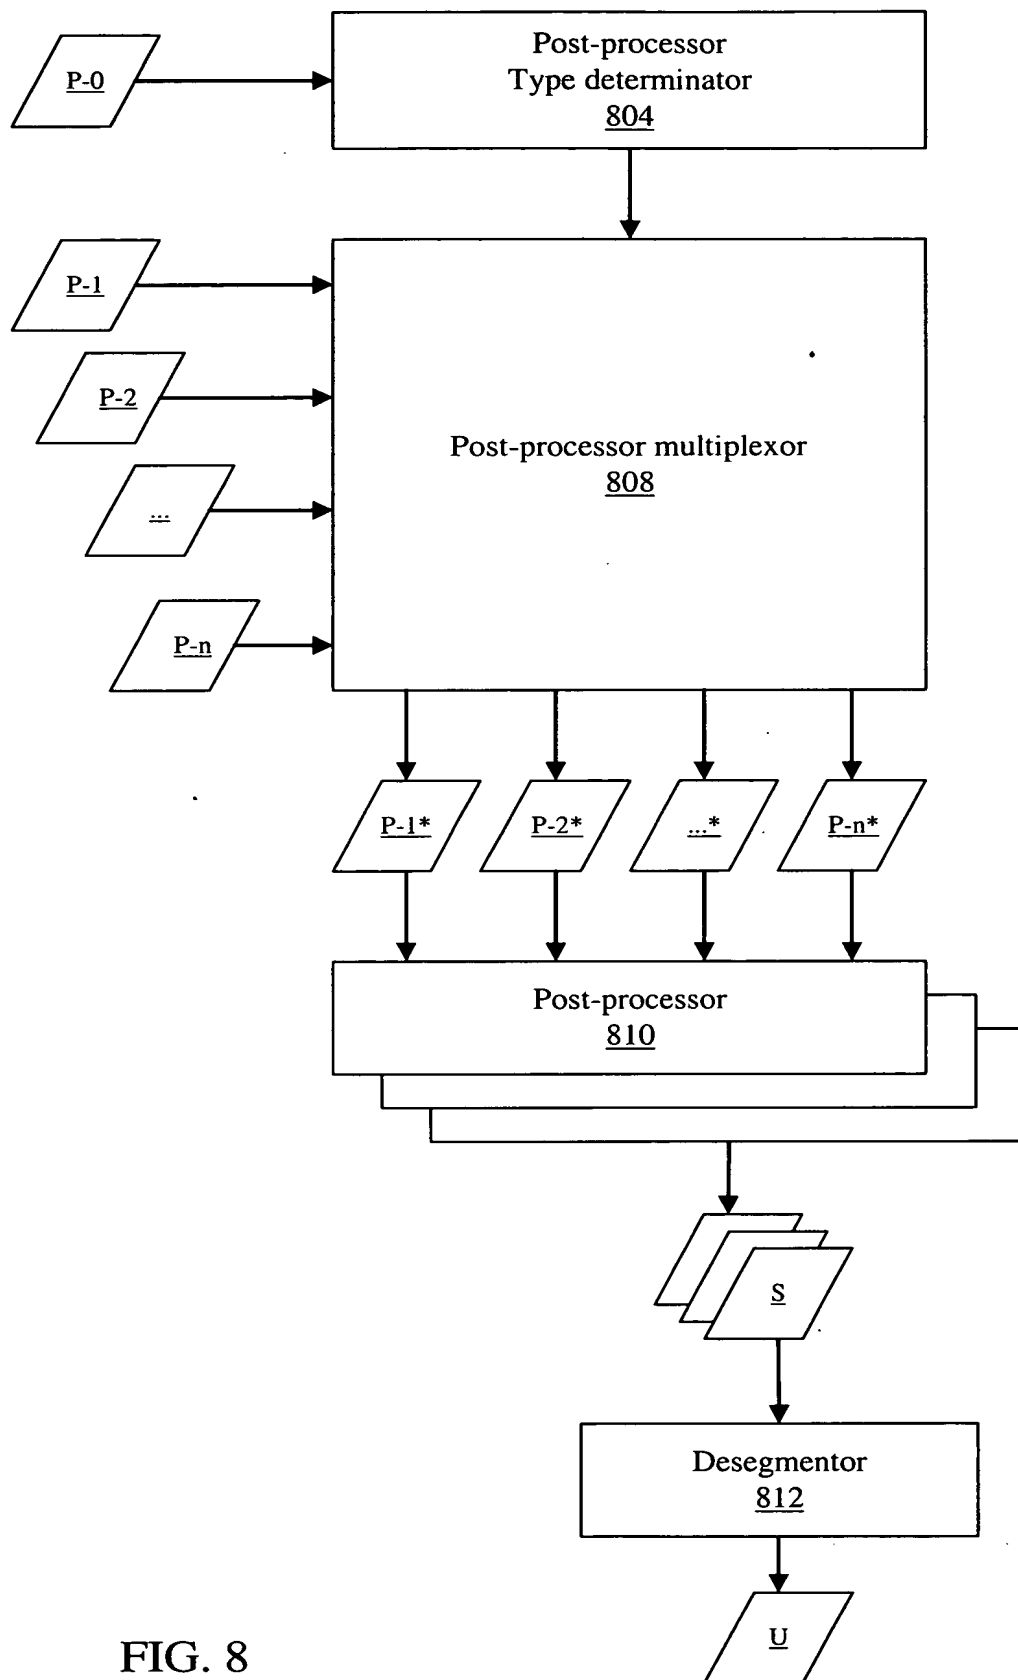 Post-processor
Type determinator
804
P-0
P-1
P-2
...
P-n
Post-processor multiplexor
808
P-1*
P-2*
...*
P-n*
Post-processor
810
S
Desegmentor
812
U
FIG. 8